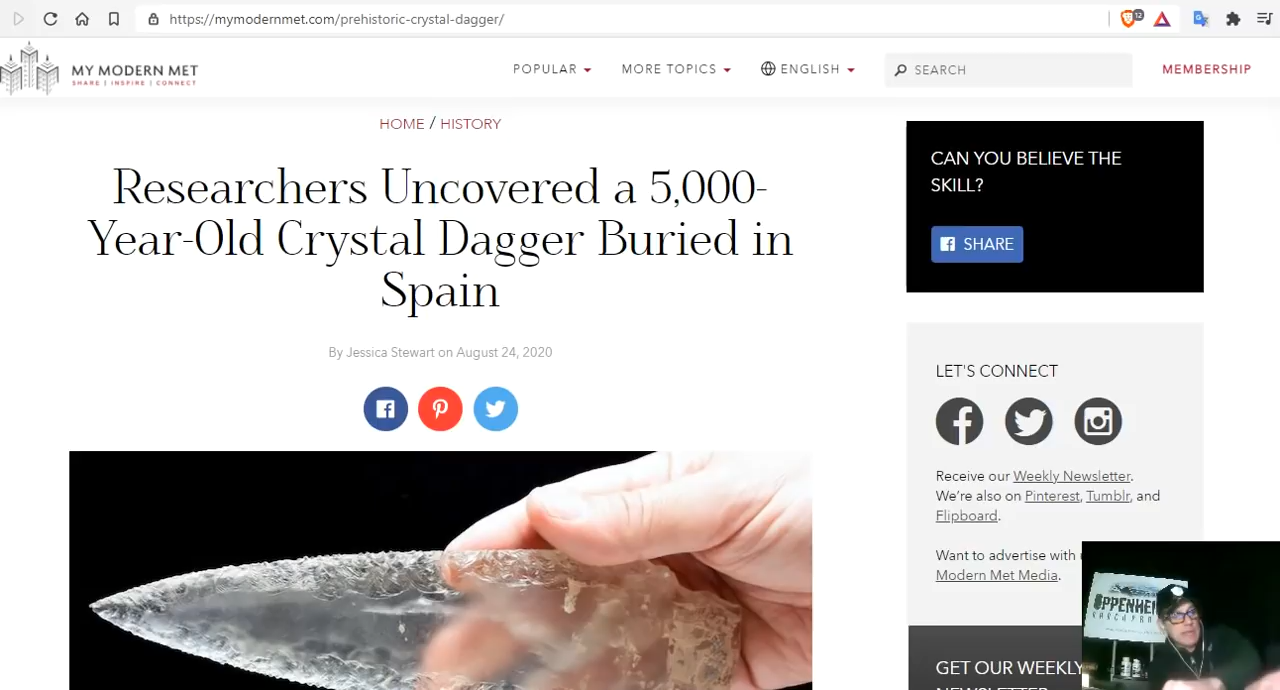 https://mymodernmet.com/prehistoric-crystal-dagger/
12
MY MODERN MET
SHARE | INSPIRE | CONNECT
POPULAR
MORE TOPICS
ENGLISH
SEARCH
MEMBERSHIP
HOME / HISTORY
Researchers Uncovered a 5,000-
Year-Old Crystal Dagger Buried in
Spain
By Jessica Stewart on August 24, 2020
CAN YOU BELIEVE THE
SKILL?
SHARE
LET'S CONNECT
Receive our Weekly Newsletter.
We're also on Pinterest, Tumblr, and
Flipboard.
Want to advertise with
Modern Met Media.
GET OUR WEEKLY
NEWSLETTER